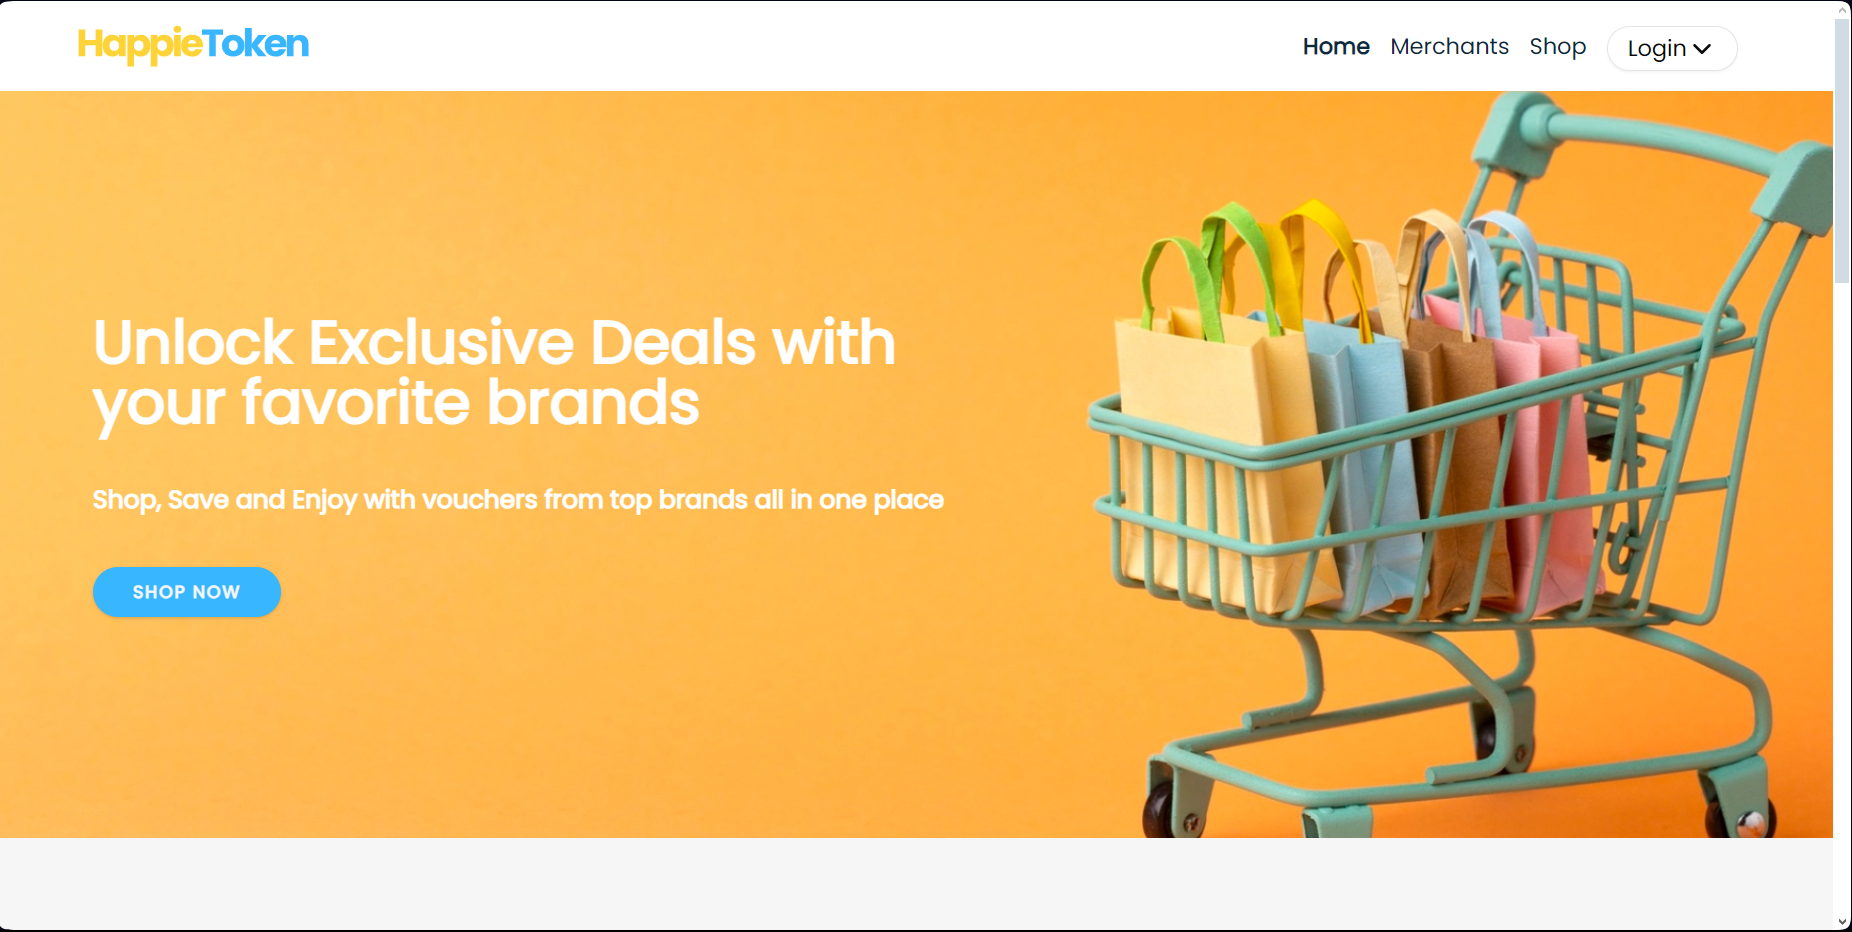 HappieToken
Home Merchants Shop Login
Unlock Exclusive Deals with
your favorite brands
Shop, Save and Enjoy with vouchers from top brands all in one place
SHOP NOW